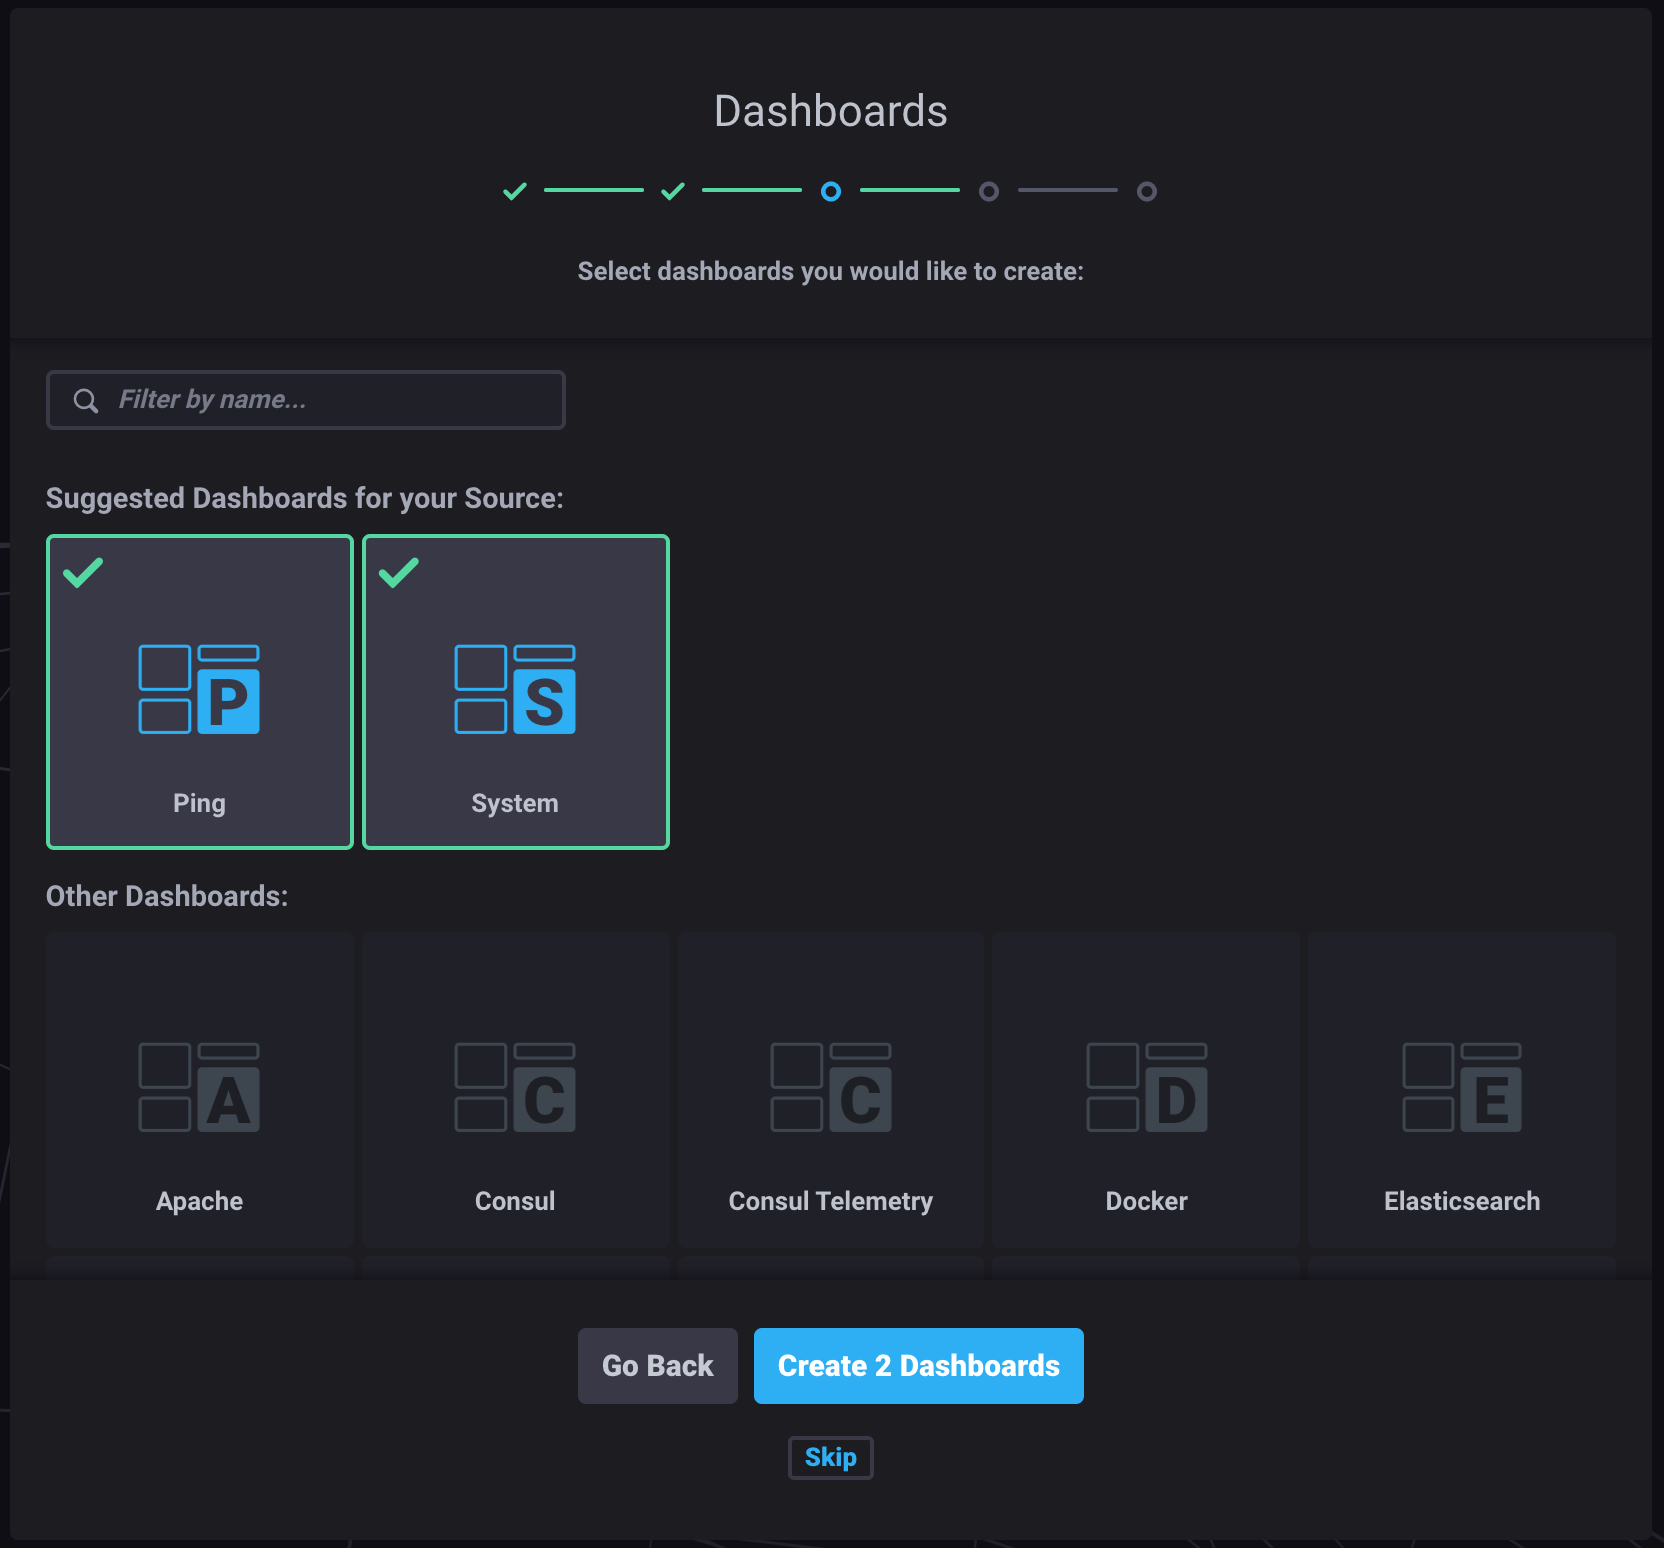 Dashboards
Select dashboards you would like to create:
Filter by name...
Suggested Dashboards for your Source:
P
S
Ping
System
Other Dashboards:
A
C
C
D
E
Apache
Consul
Consul Telemetry
Docker
Elasticsearch
Go Back
Create 2 Dashboards
Skip